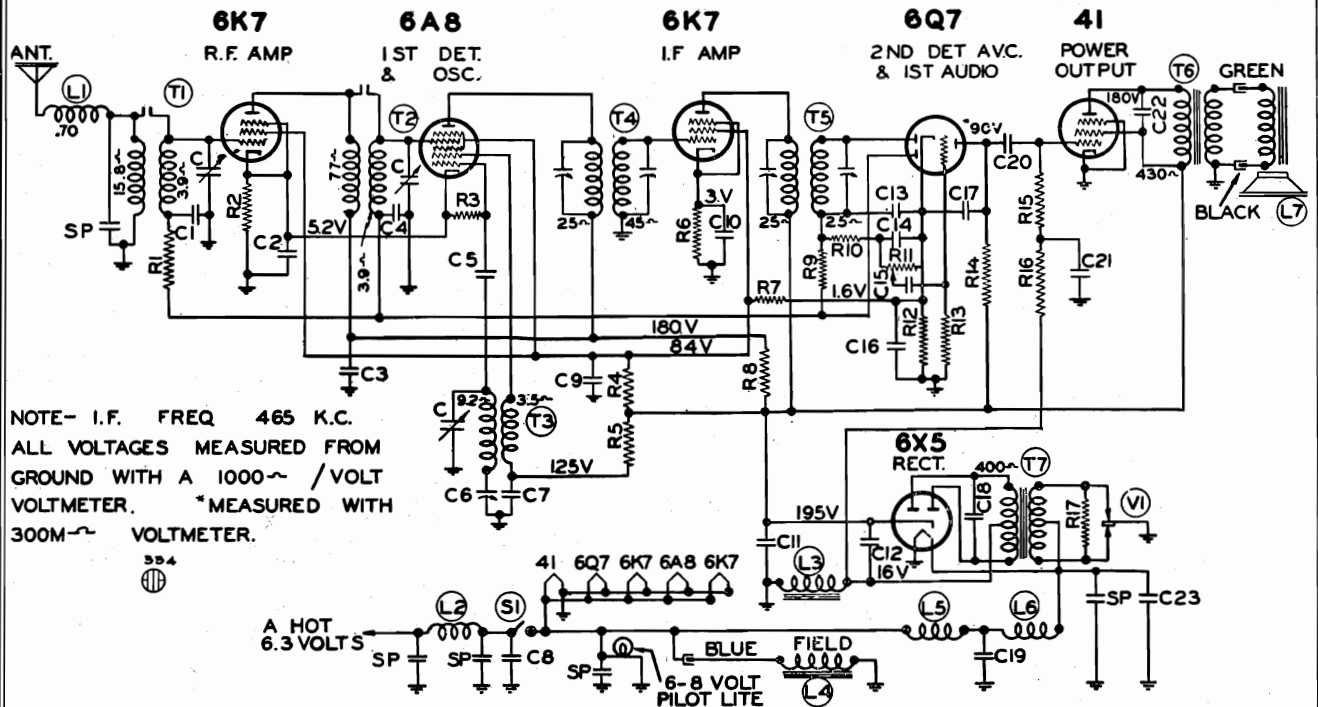 6K7 6A8 6K7 6Q7 41
ANT. R.F. AMP 1ST DET. & OSC. I.F AMP 2ND DET AV.C. & IST AUDIO POWER OUTPUT
L1
.70
T1
15.8~
3.9~
C
SP
C1
R1
R2
C2
5.2V
7~
T2
C
3.9~
C4
R3
C5
T4
25~
45~
3.V
R6
C10
T5
25~
25~
C13
C14
R10
R11
C15
R9
R7
1.6V
R12
R13
C16
*90V
C17
C20
R14
R15
R16
C21
180V
C22
430~
T6
GREEN
BLACK
L7
180V
84V
C3
C9
R4
R5
R8
C
9.2~
3.5~
T3
C6
C7
125V
NOTE- I.F. FREQ 465 K.C.
ALL VOLTAGES MEASURED FROM
GROUND WITH A 1000~ /VOLT
VOLTMETER. *MEASURED WITH
300M~ VOLTMETER.
334
6X5
RECT.
400~
T7
C18
R17
V1
195V
C11
C12
16V
L3
41 6Q7 6K7 6A8 6K7
A HOT
6.3 VOLTS
L2
S1
SP
SP
C8
SP
6-8 VOLT
PILOT LITE
BLUE
FIELD
L4
L5
L6
C19
SP
C23